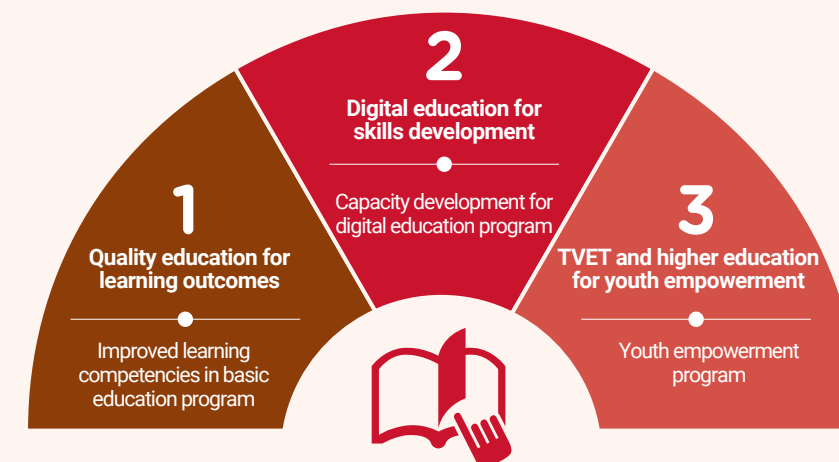 1
Quality education for
learning outcomes
Improved learning
competencies in basic
education program
2
Digital education for
skills development
Capacity development for
digital education program
3
TVET and higher education
for youth empowerment
Youth empowerment
program